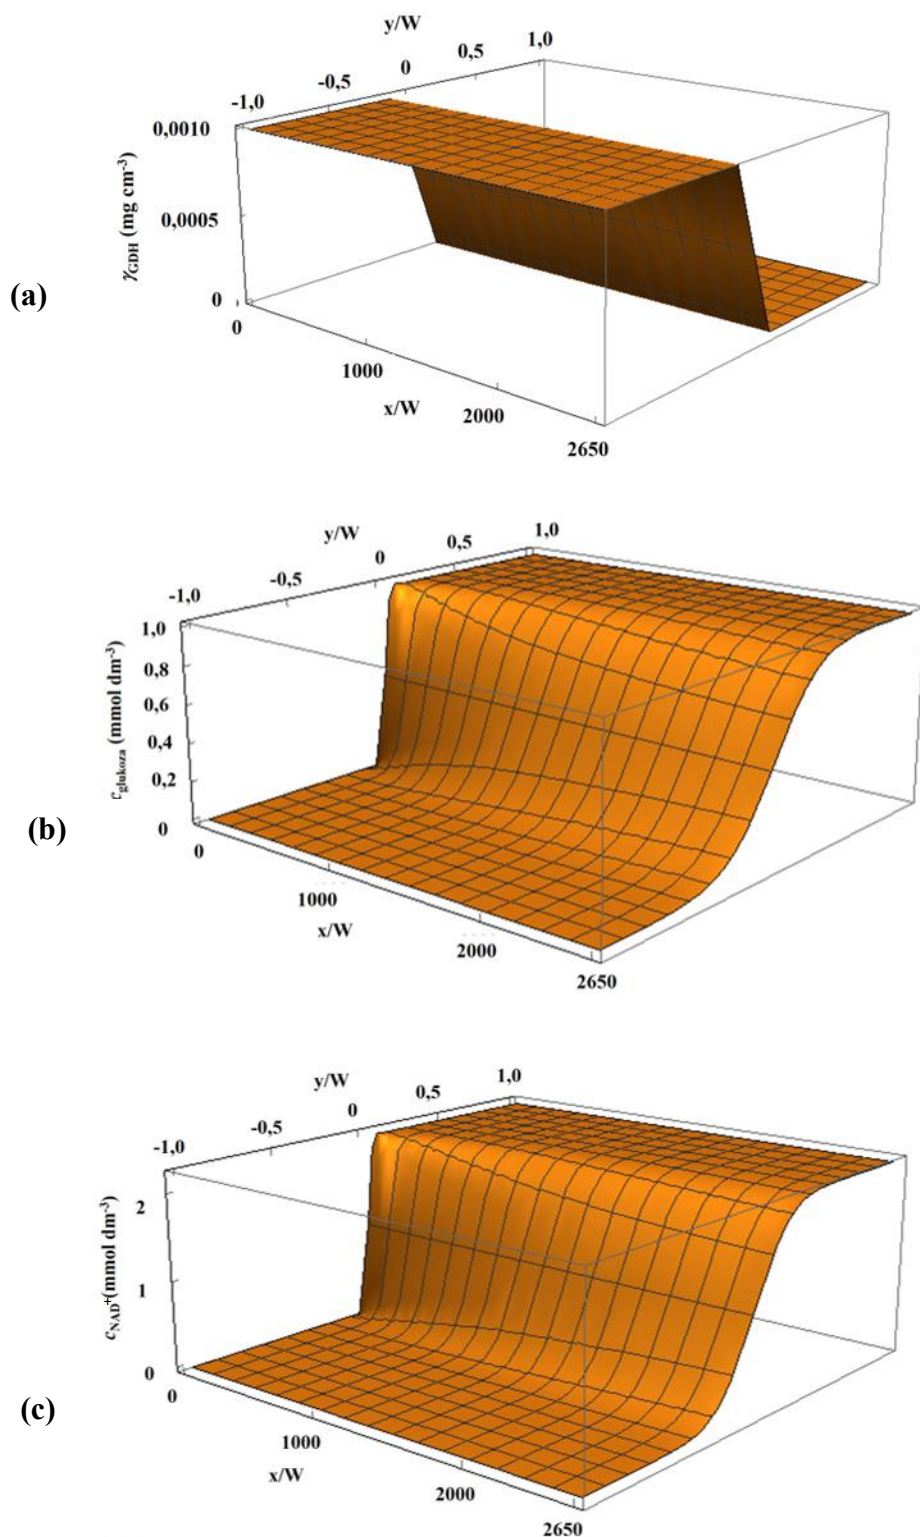 y/W
-1,0 -0,5 0 0,5 1,0
0,0010
0,0005
0
γGDH (mg cm-3)
(a)
0
1000
x/W
2000
2650
y/W
-1,0 -0,5 0 0,5 1,0
1,0
0,8
0,6
0,4
0,2
0
cglukoza (mmol dm-3)
(b)
0
1000
x/W
2000
2650
y/W
-1,0 -0,5 0 0,5 1,0
2
1
0
cNAD+(mmol dm-3)
(c)
0
1000
x/W
2000
2650